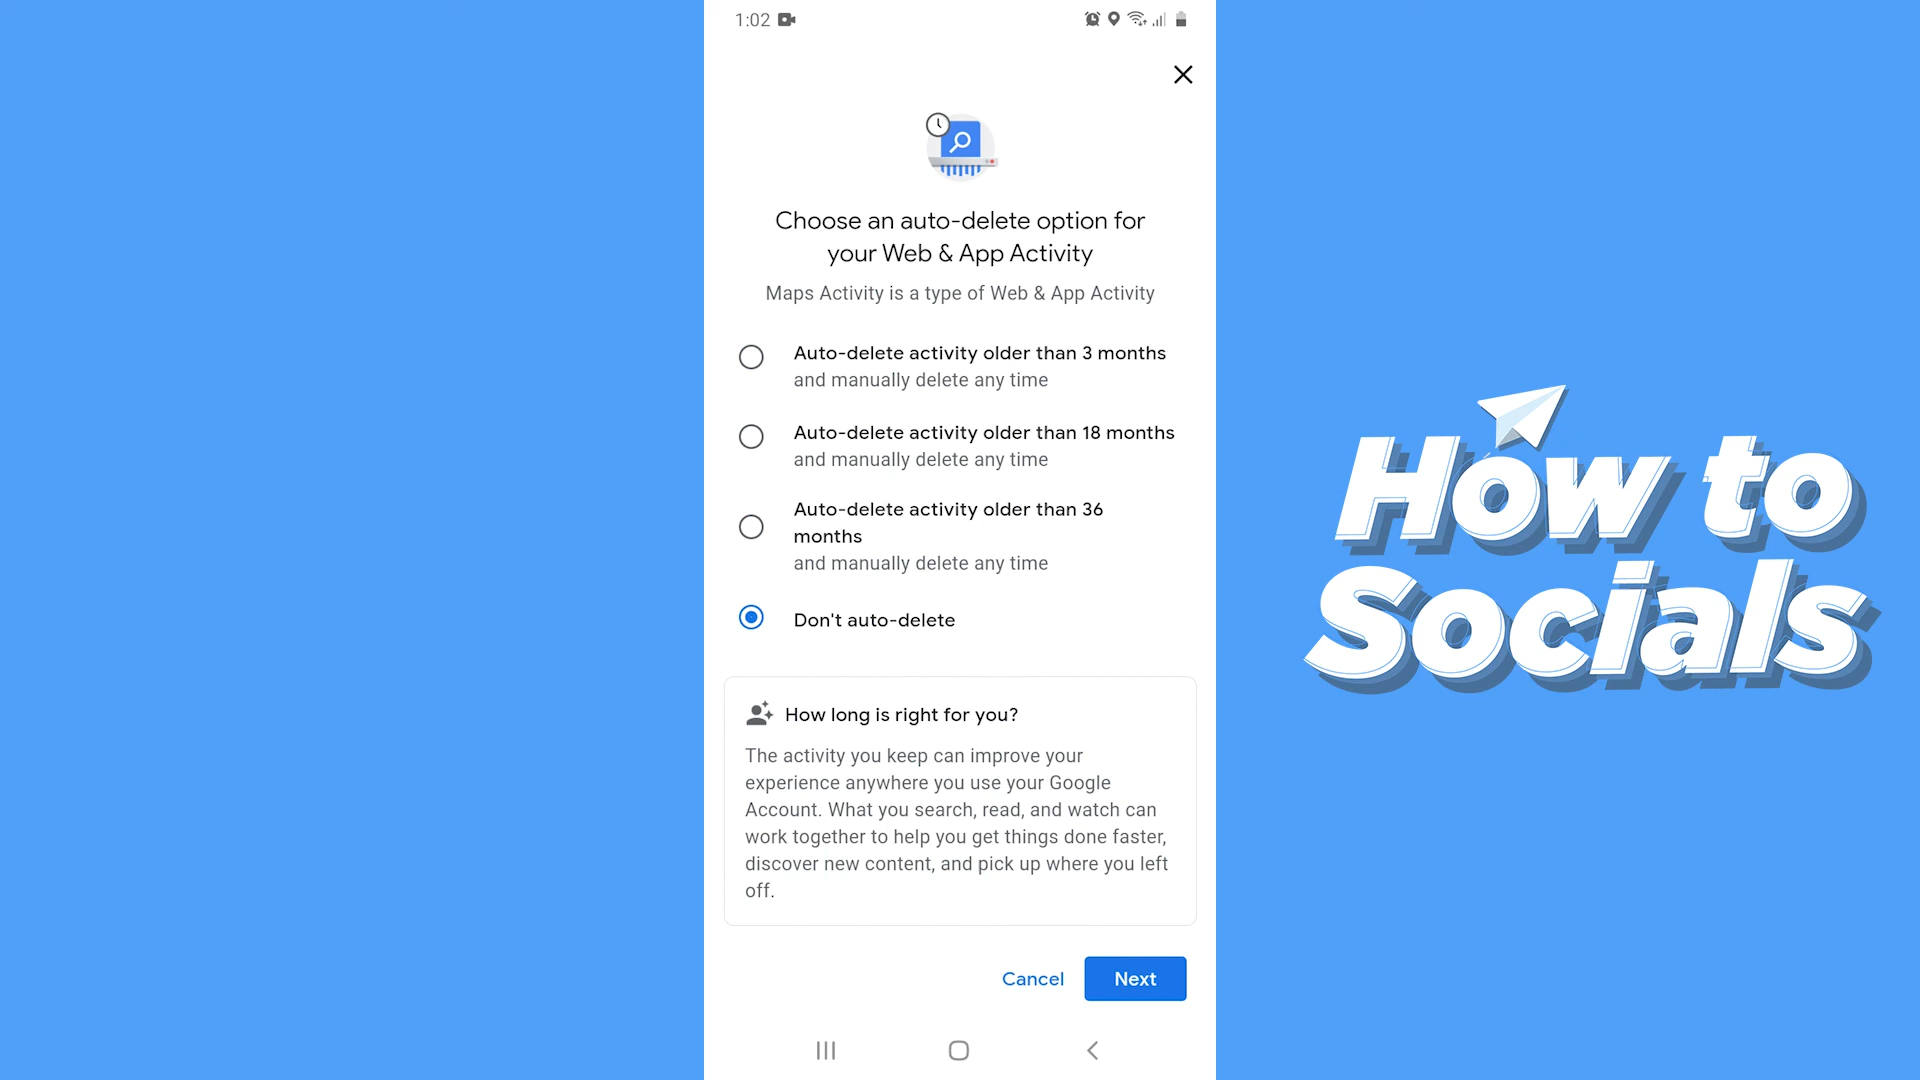 1:02
Choose an auto-delete option for
your Web & App Activity
Maps Activity is a type of Web & App Activity
Auto-delete activity older than 3 months
and manually delete any time
Auto-delete activity older than 18 months
and manually delete any time
Auto-delete activity older than 36
months
and manually delete any time
Don't auto-delete
How long is right for you?
The activity you keep can improve your
experience anywhere you use your Google
Account. What you search, read, and watch can
work together to help you get things done faster,
discover new content, and pick up where you left
off.
Cancel
Next
How to
Socials